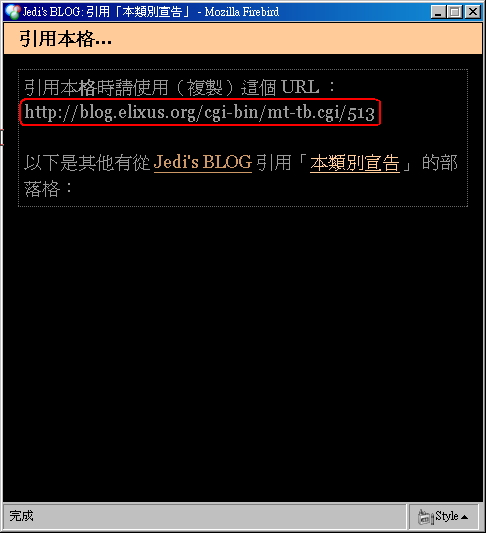 Jedi's BLOG: 引用「本類別宣告」 - Mozilla Firebird
引用本格...
引用本格時請使用（複製）這個 URL ：
http://blog.elixus.org/cgi-bin/mt-tb.cgi/513
以下是其他有從 Jedi's BLOG 引用「本類別宣告」 的部
落格：
完成
Style